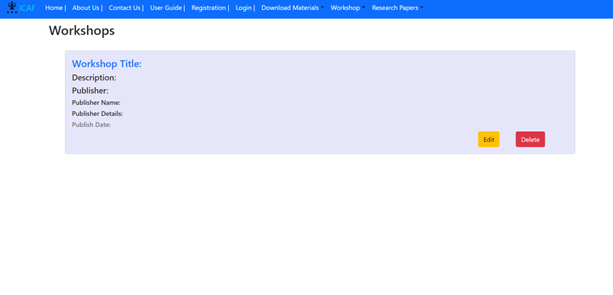 ICAF Home | About Us | Contact Us | User Guide | Registration | Login | Download Materials Workshop Research Papers
Workshops
Workshop Title:
Description:
Publisher:
Publisher Name:
Publisher Details:
Publish Date:
Edit Delete